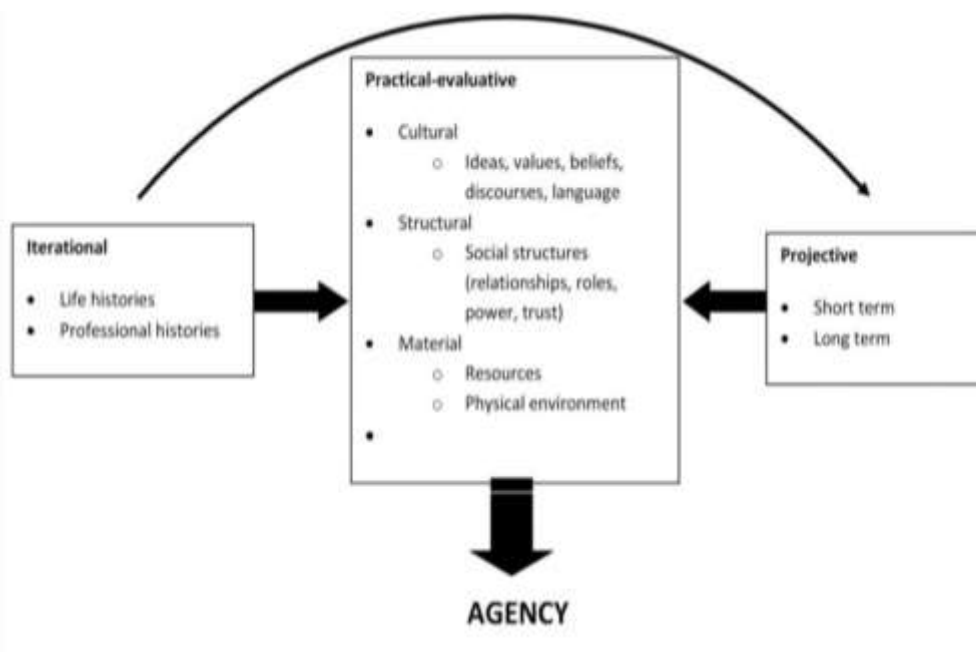 Practical-evaluative
• Cultural
o Ideas, values, beliefs,
discourses, language
• Structural
o Social structures
(relationships, roles,
power, trust)
• Material
o Resources
o Physical environment
•
Iterational
• Life histories
• Professional histories
Projective
• Short term
• Long term
AGENCY